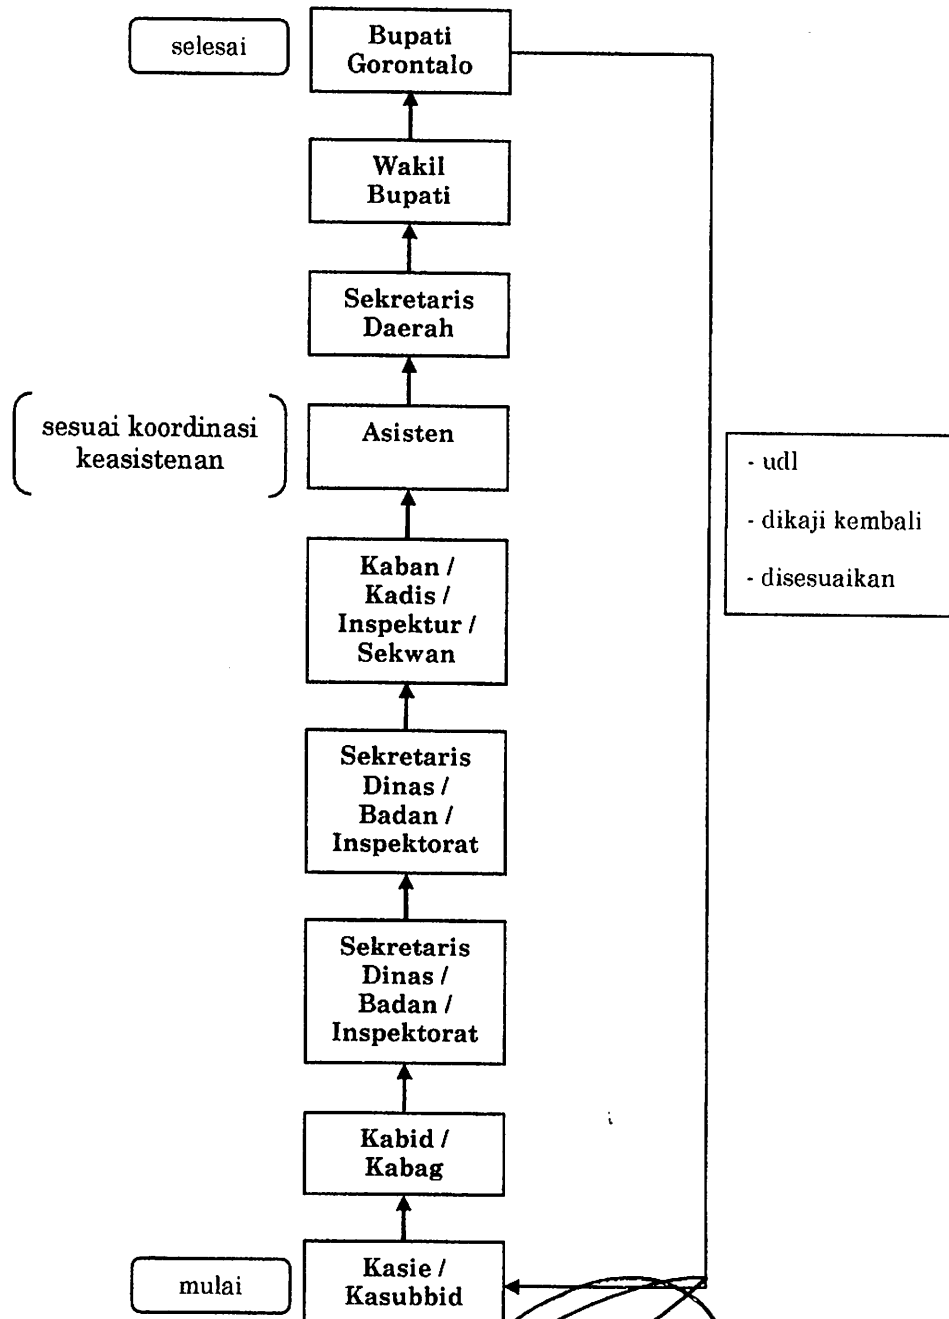 selesai
Bupati
Gorontalo
Wakil
Bupati
Sekretaris
Daerah
sesuai koordinasi
keasistenan
Asisten
- udl
- dikaji kembali
- disesuaikan
Kaban /
Kadis /
Inspektur /
Sekwan
Sekretaris
Dinas /
Badan /
Inspektorat
Sekretaris
Dinas /
Badan /
Inspektorat
Kabid /
Kabag
mulai
Kasie /
Kasubbid